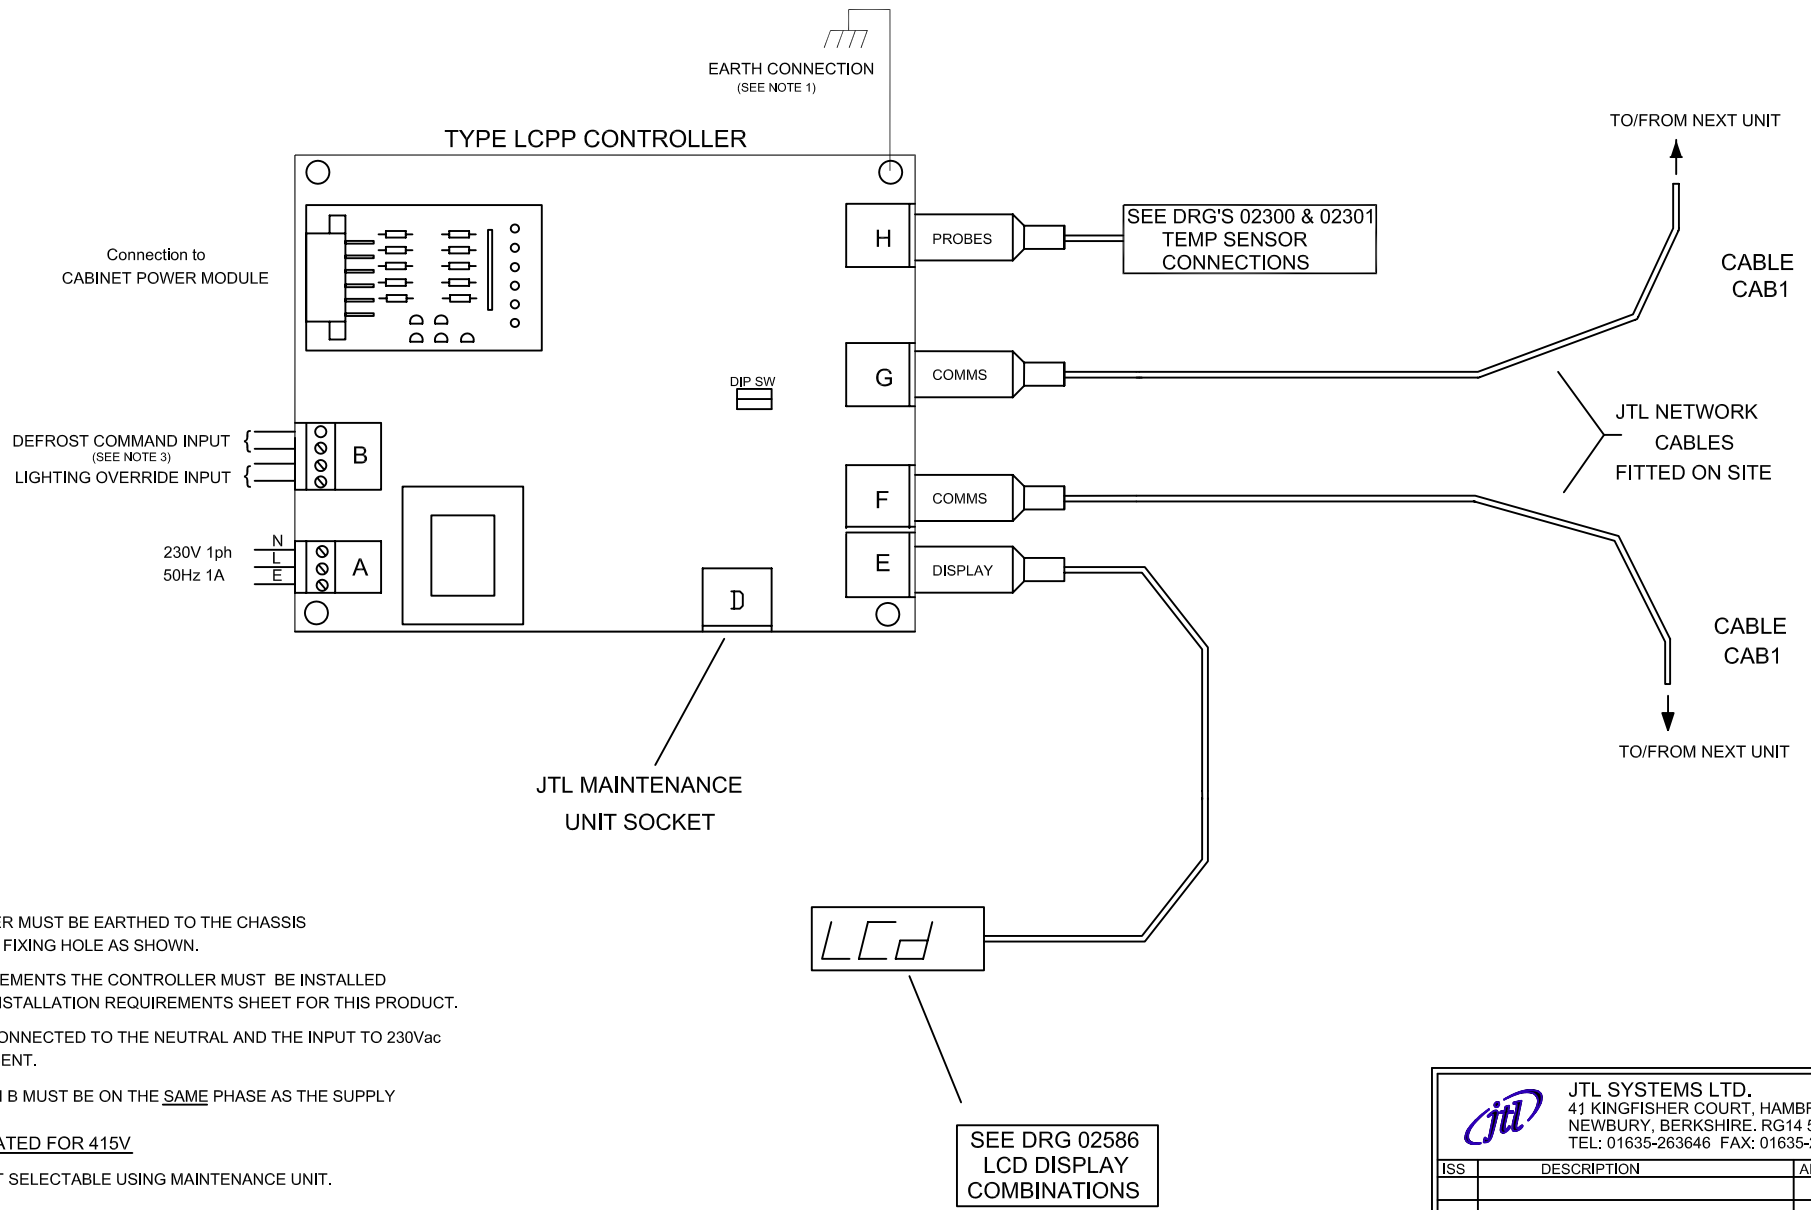 EARTH CONNECTION
(SEE NOTE 1)
TYPE LCPP CONTROLLER
TO/FROM NEXT UNIT
Connection to
CABINET POWER MODULE
H
PROBES
SEE DRG'S 02300 & 02301
TEMP SENSOR
CONNECTIONS
CABLE
CAB1
G
COMMS
DIP SW
JTL NETWORK
CABLES
FITTED ON SITE
DEFROST COMMAND INPUT {
(SEE NOTE 3)
LIGHTING OVERRIDE INPUT {
B
F
COMMS
230V 1ph
50Hz 1A
N
L
E
A
E
DISPLAY
D
CABLE
CAB1
TO/FROM NEXT UNIT
JTL MAINTENANCE
UNIT SOCKET
LCd
ER MUST BE EARTHED TO THE CHASSIS
FIXING HOLE AS SHOWN.
EMENTS THE CONTROLLER MUST BE INSTALLED
NSTALLATION REQUIREMENTS SHEET FOR THIS PRODUCT.
ONNECTED TO THE NEUTRAL AND THE INPUT TO 230Vac
ENT.
B MUST BE ON THE SAME PHASE AS THE SUPPLY
ATED FOR 415V
T SELECTABLE USING MAINTENANCE UNIT.
SEE DRG 02586
LCD DISPLAY
COMBINATIONS
jtl
JTL SYSTEMS LTD.
41 KINGFISHER COURT, HAMBR
NEWBURY, BERKSHIRE. RG14 5
TEL: 01635-263646 FAX: 01635-2
ISS
DESCRIPTION